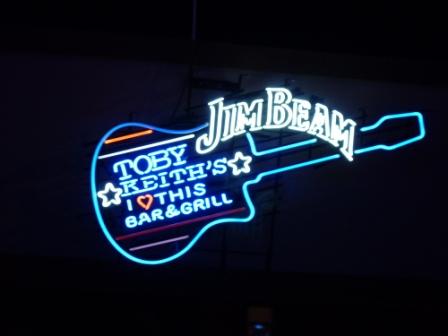 JIM BEAM
TOBY
KEITH'S
I ❤ THIS
BAR & GRILL